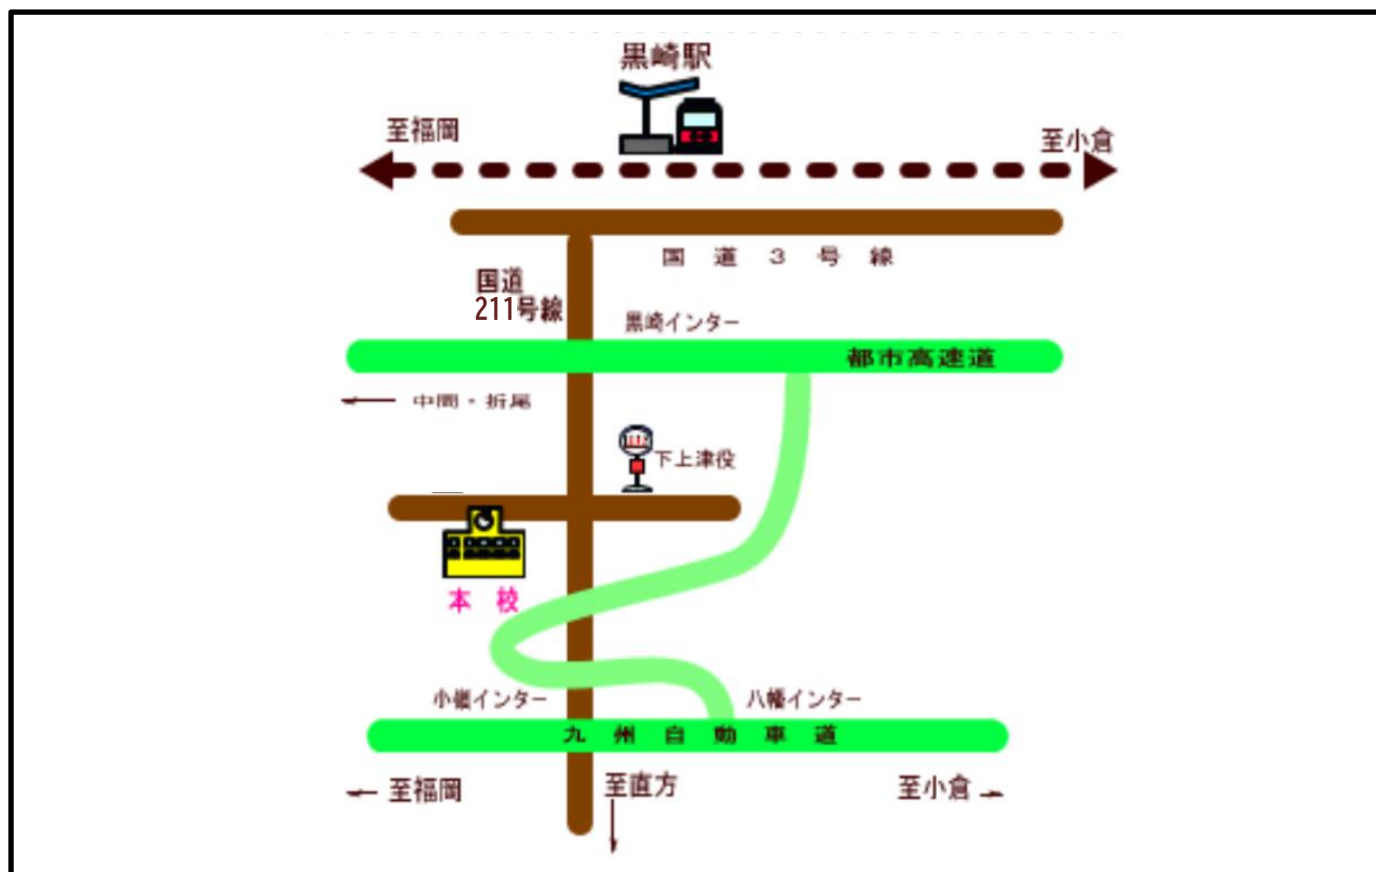 黒崎駅
至福岡
至小倉
国道3号線
国道
211号線
黒崎インター
都市高速道
中間・折尾
下上津役
本校
小嶺インター
八幡インター
九州自動車道
至福岡
至直方
至小倉